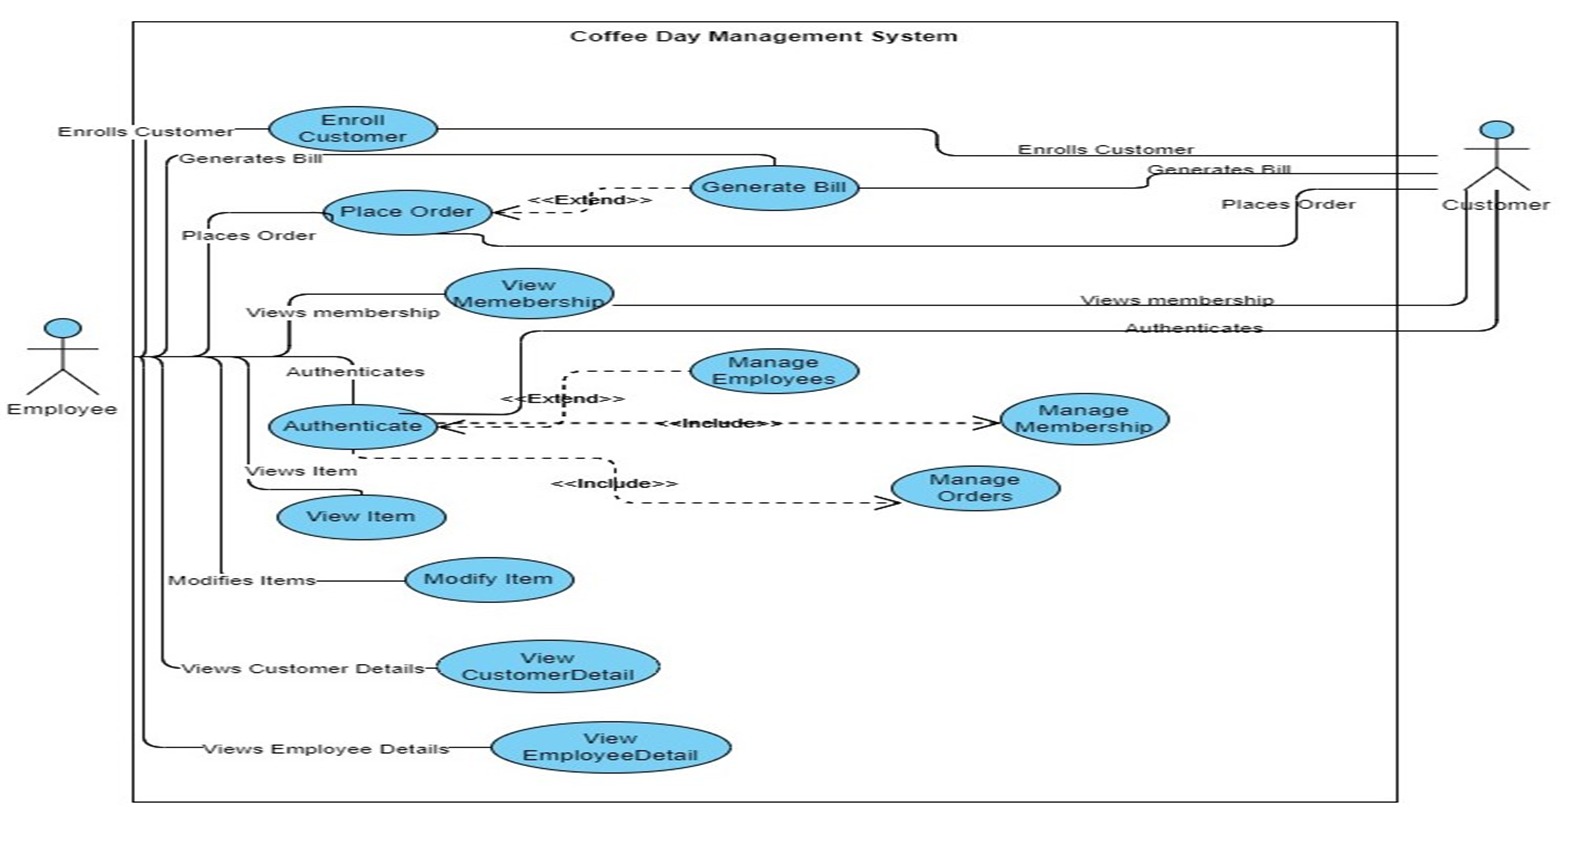 Coffee Day Management System
Enroll
Customer
Enrolls Customer
Enrolls Customer
Generates Bill
Generate Bill
Generates Bill
<<Extend>>
Place Order
Places Order
Places Order
Customer
View
Memebership
Views membership
Views membership
Authenticates
Employee
Authenticates
Manage
Employees
<<Extend>>
Authenticate
<<Include>>
Manage
Membership
Views Item
<<Include>>
Manage
Orders
View Item
Modifies Items
Modify Item
Views Customer Details
View
CustomerDetail
Views Employee Details
View
EmployeeDetail